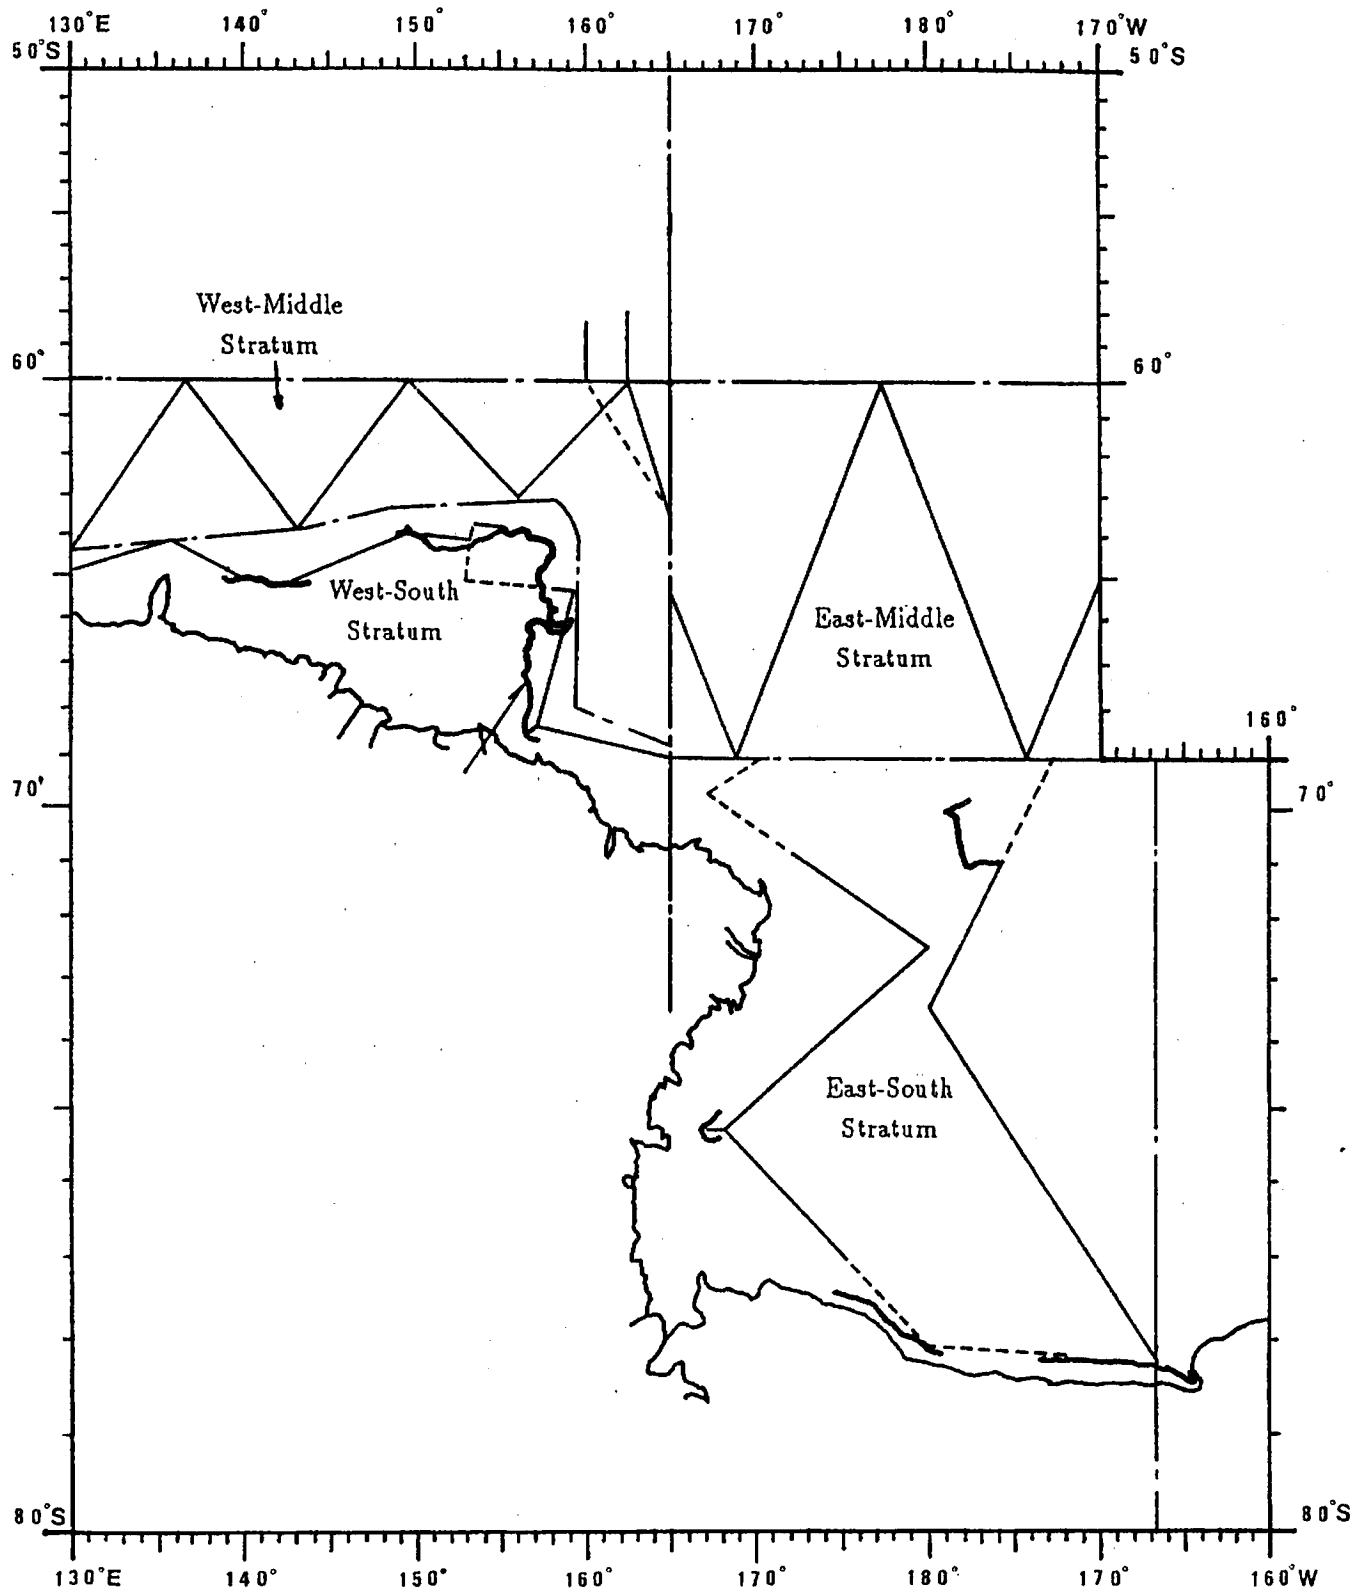 130°E 140° 150° 160° 170° 180° 170°W
50°S 50°S
West-Middle
Stratum
60° 60°
West-South
Stratum
East-Middle
Stratum
160°
70' 70°
East-South
Stratum
80°S 80°S
130°E 140° 150° 160° 170° 180° 170° 160°W